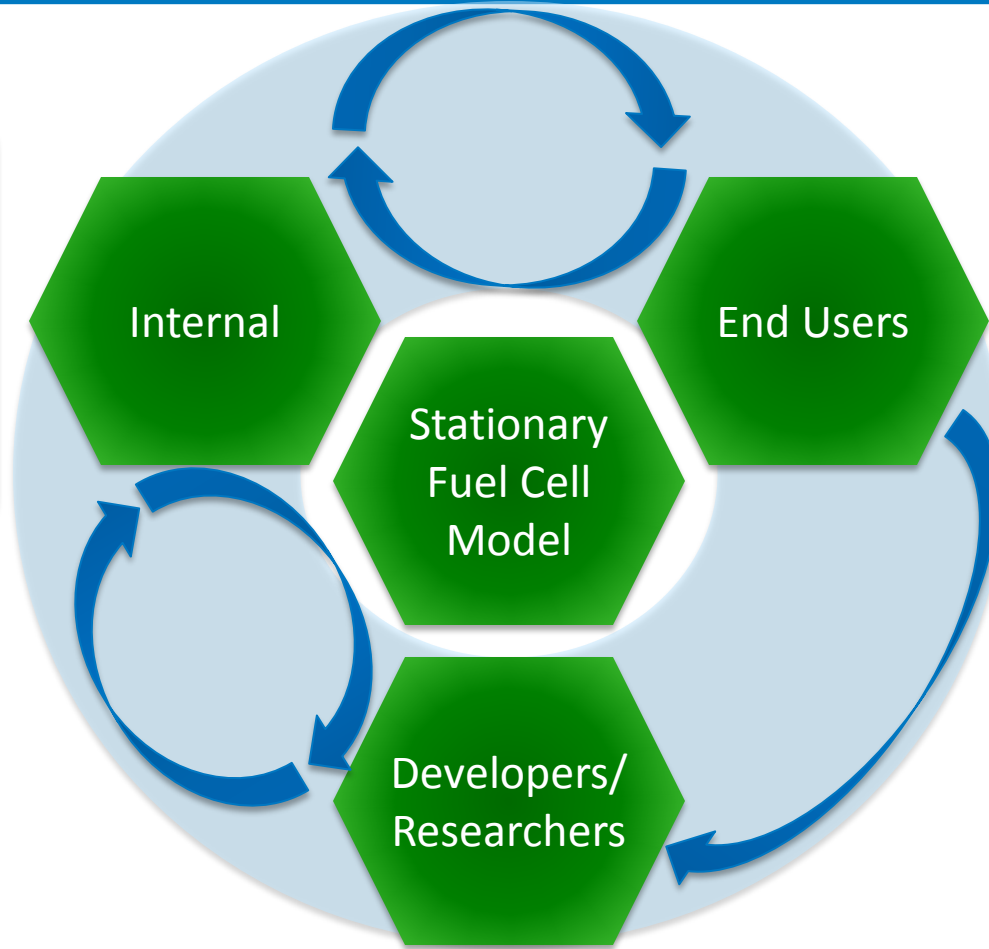 Internal
End Users
Stationary
Fuel Cell
Model
Developers/
Researchers